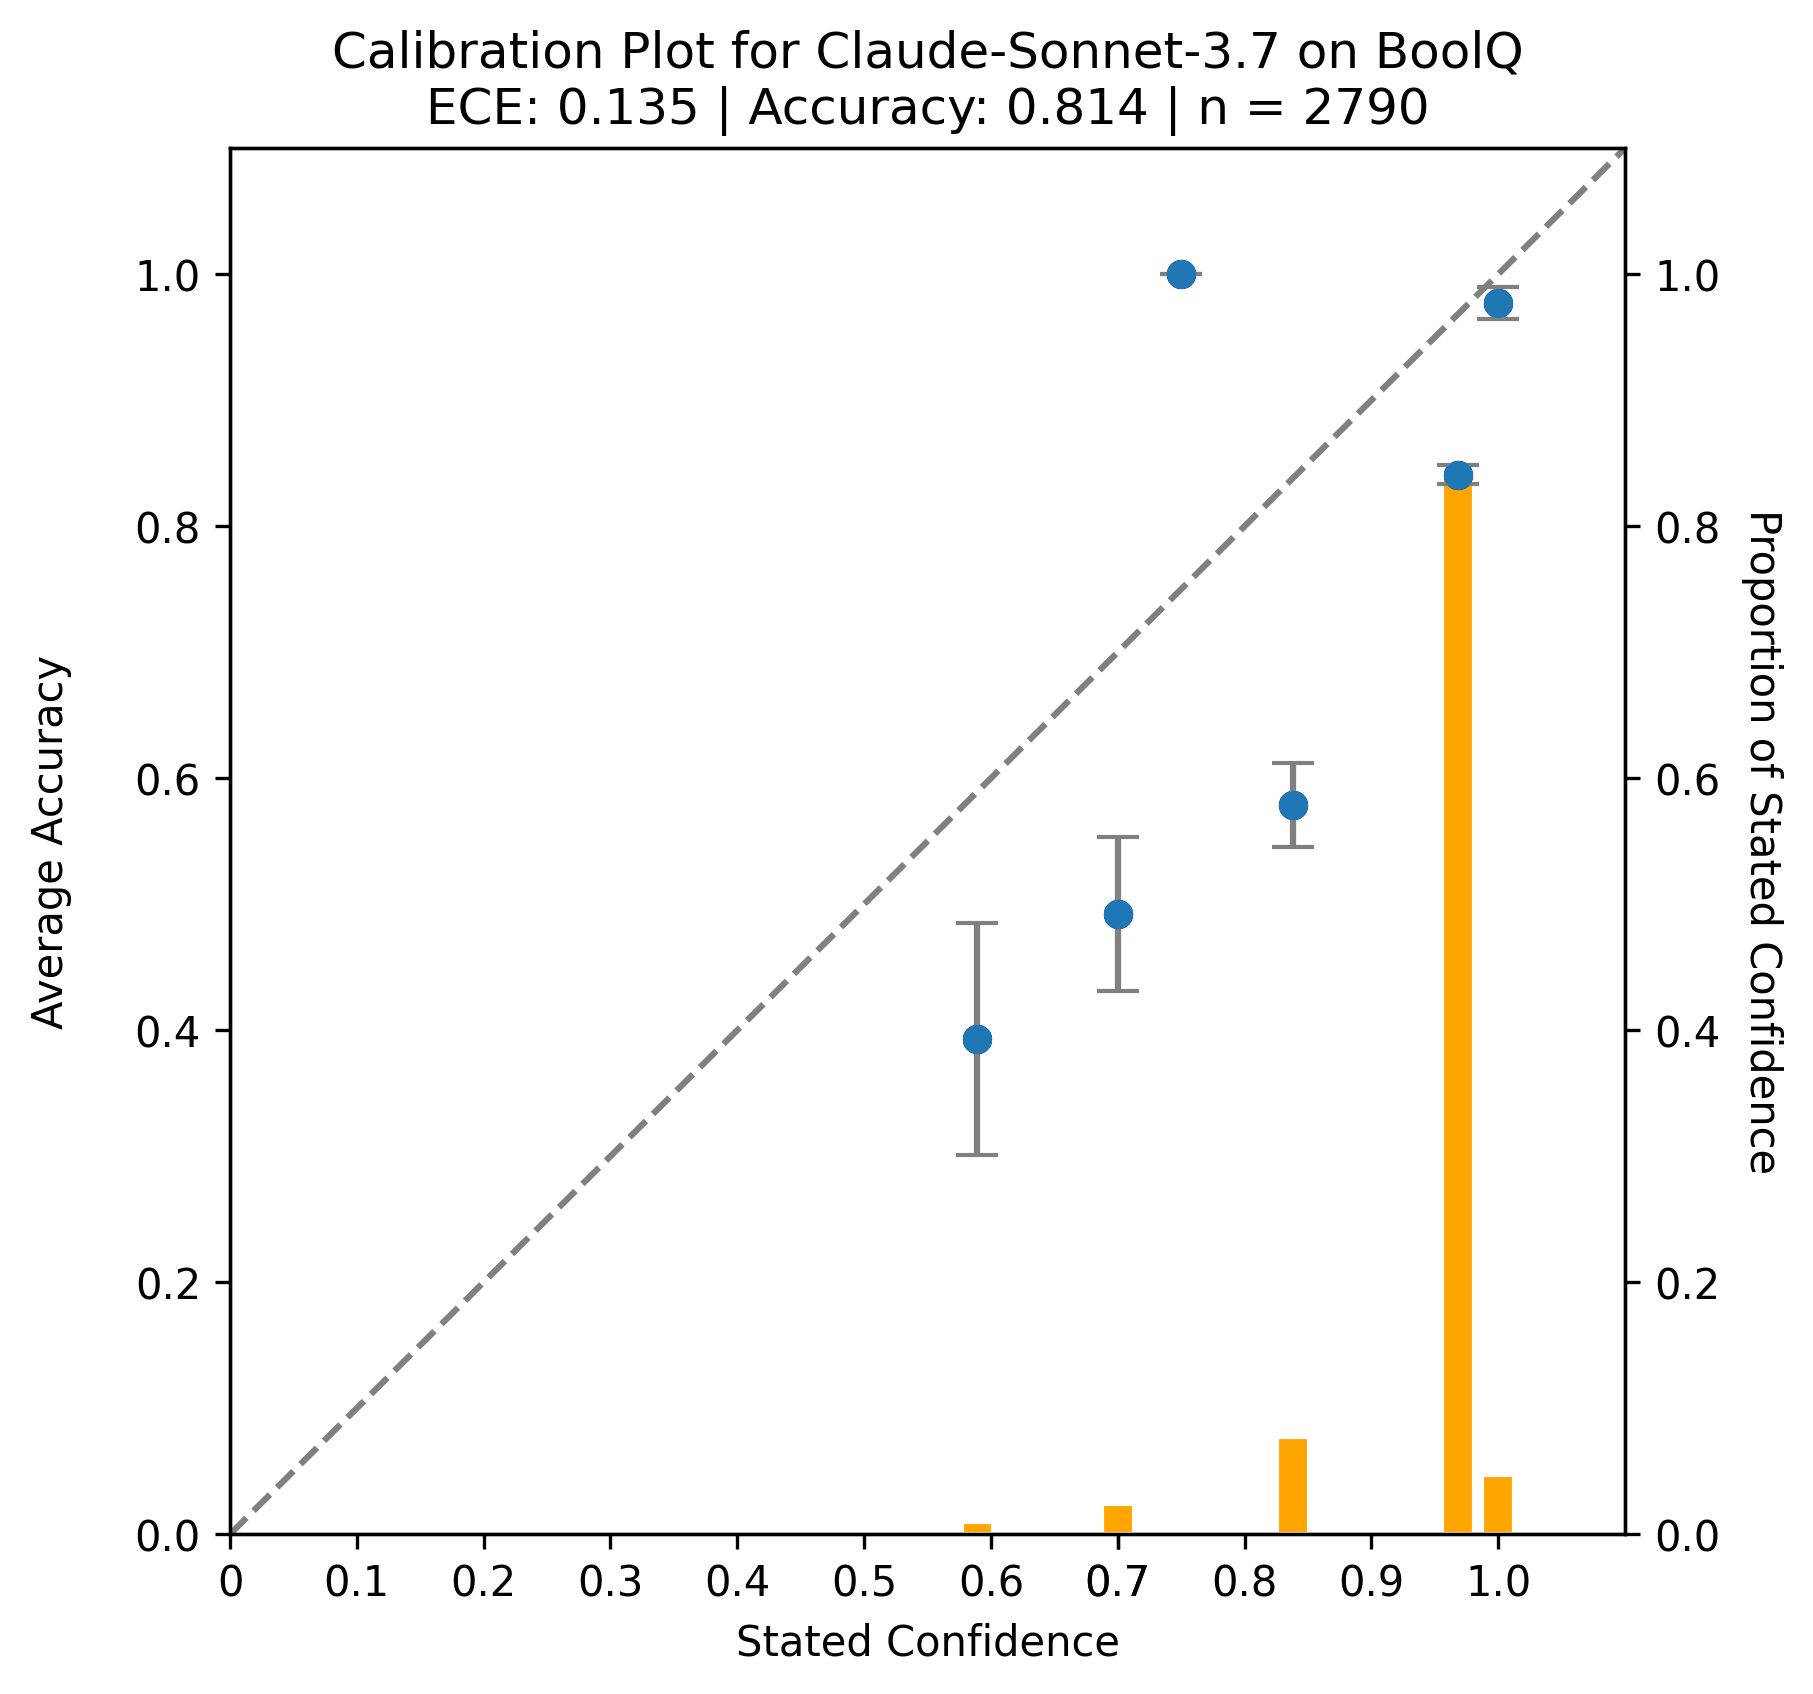 Calibration Plot for Claude-Sonnet-3.7 on BoolQ
ECE: 0.135 | Accuracy: 0.814 | n = 2790
Average Accuracy
1.0
0.8
0.6
0.4
0.2
0.0
1.0
0.8
0.6
0.4
0.2
0.0
Proportion of Stated Confidence
0 0.1 0.2 0.3 0.4 0.5 0.6 0.7 0.8 0.9 1.0
Stated Confidence